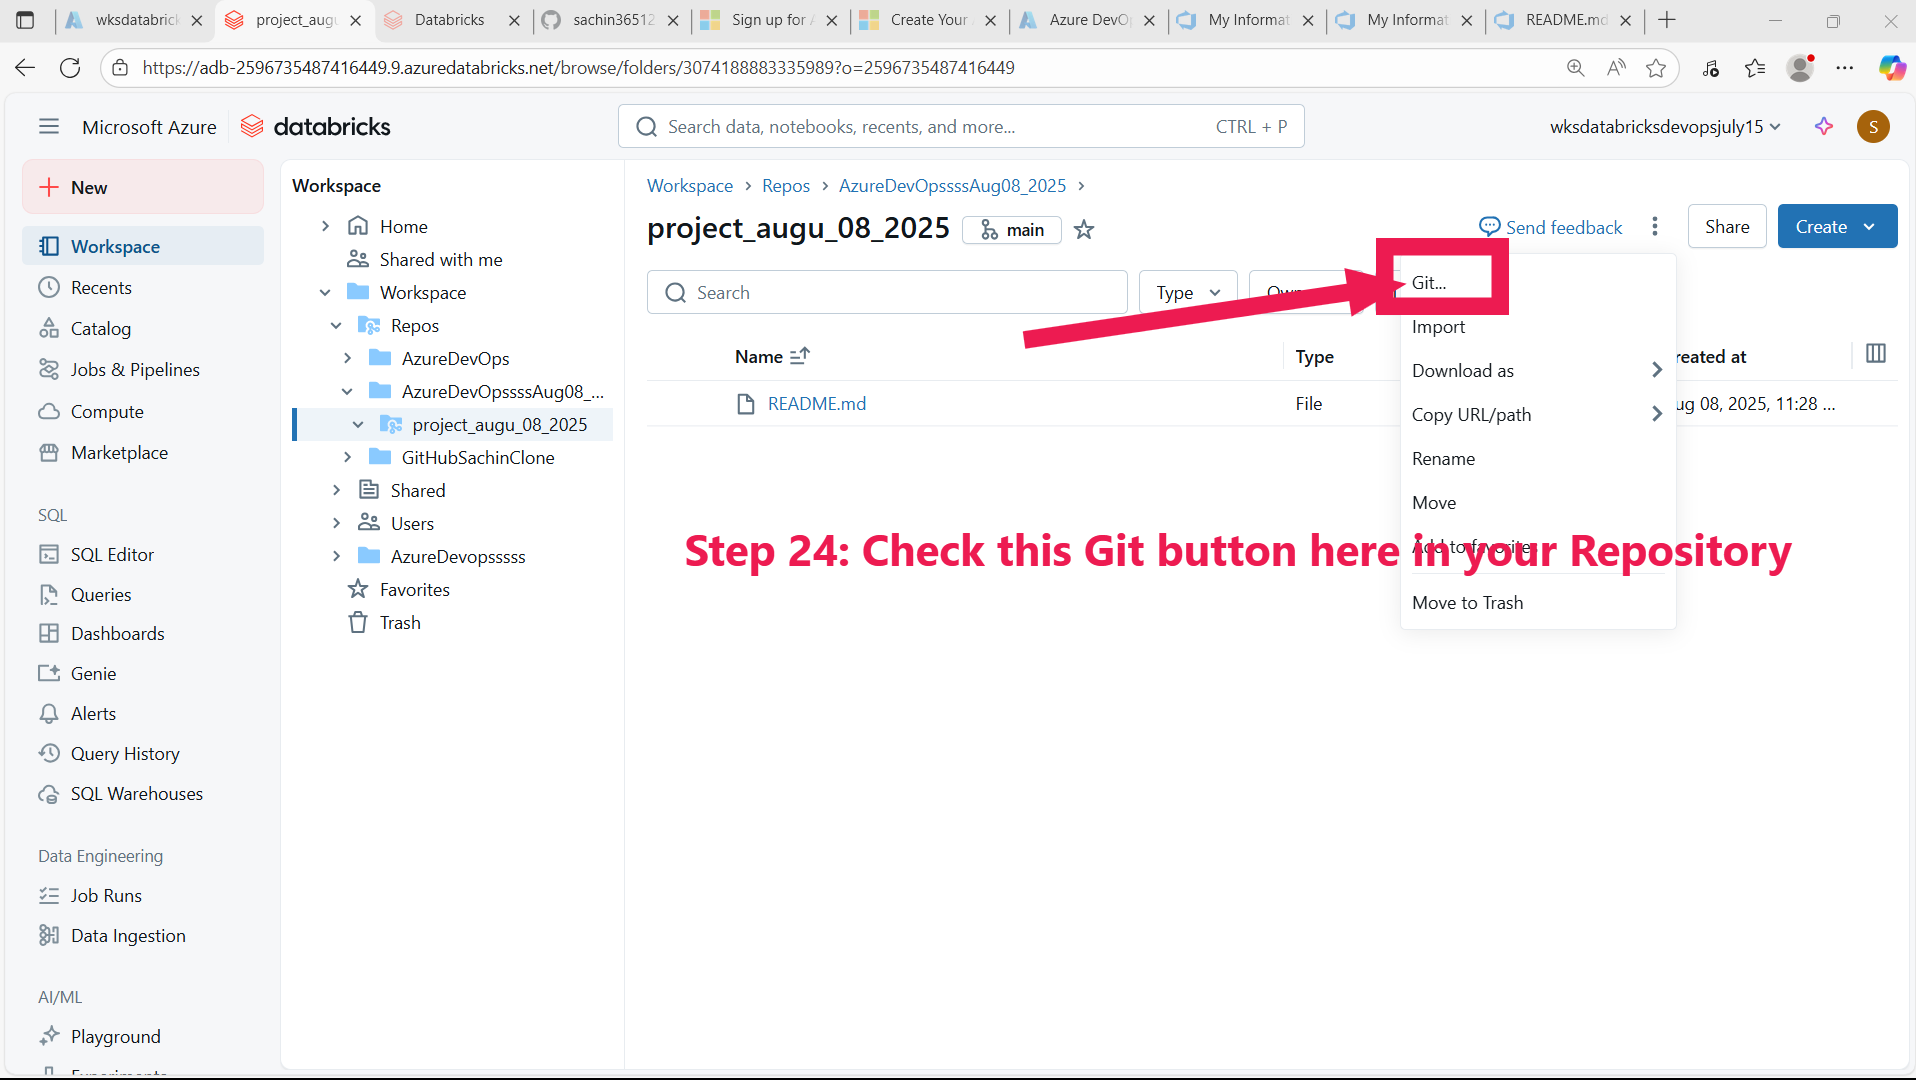 wksdatabrick
project_augu
Databricks
sachin36512
Sign up for A
Create Your A
Azure DevOp
My Informat
My Informat
README.md
https://adb-2596735487416449.9.azuredatabricks.net/browse/folders/3074188883335989?o=2596735487416449
Microsoft Azure databricks
Search data, notebooks, recents, and more... CTRL + P
wksdatabricksdevopsjuly15
S
New
Workspace
Recents
Catalog
Jobs & Pipelines
Compute
Marketplace
SQL
SQL Editor
Queries
Dashboards
Genie
Alerts
Query History
SQL Warehouses
Data Engineering
Job Runs
Data Ingestion
AI/ML
Playground
Experiments
Workspace
Home
Shared with me
Workspace
Repos
AzureDevOps
AzureDevOpssssAug08_...
project_augu_08_2025
GitHubSachinClone
Shared
Users
AzureDevopsssss
Favorites
Trash
Workspace > Repos > AzureDevOpssssAug08_2025 >
project_augu_08_2025 main
Send feedback
Share
Create
Search
Type
Own
Name Type reated at
README.md File ug 08, 2025, 11:28 ...
Git...
Import
Download as
Copy URL/path
Rename
Move
Add to favorites
Move to Trash
Step 24: Check this Git button here in your Repository